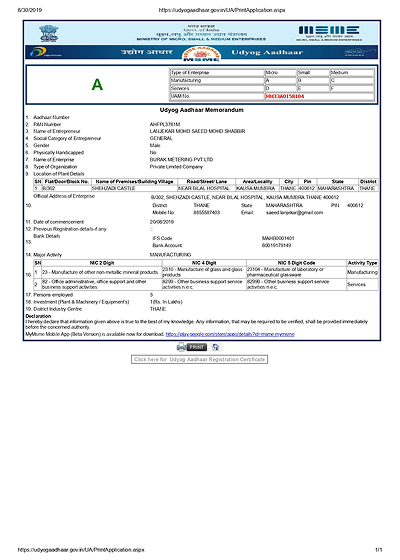 8/30/2019 https://udyogaadhaar.gov.in/UA/PrintApplication.aspx
भारत सरकार
Govt. of India
MINISTRY OF MICRO, SMALL & MEDIUM ENTERPRISES
MSME
MICRO, SMALL & MEDIUM ENTERPRISES
उद्योग आधार MSME Udyog Aadhaar
A
Type of Enterprise Micro Small Medium
Manufacturing A B C
Services D E F
UAM No. MH33A0158104
Udyog Aadhaar Memorandum
1. Aadhaar Number
2. PAN Number AHFPL3761M
3. Name of Entrepreneur LANJEKAR MOHD SAEED MOHD SHABBIR
4. Social Category of Entrepreneur GENERAL
5. Gender Male
6. Physically Handicapped No
7. Name of Enterprise BURAK METERING PVT LTD
8. Type of Organization Private Limited Company
9. Location of Plant Details
SN Flat/Door/Block No. Name of Premises/Building Village Road/Street/ Lane Area/Locality City Pin State District
1 B/302 SHEHZADI CASTLE NEAR BILAL HOSPITAL KAUSA,MUMBRA THANE 400612 MAHARASHTRA THANE
Official Address of Enterprise B/302, SHEHZADI CASTLE, NEAR BILAL HOSPITAL, KAUSA,MUMBRA,THANE 400612
10. District THANE State MAHARASHTRA PIN 400612
Mobile No: 8655587403 Email: saeed.lanjekar@gmail.com
11. Date of commencement 20/08/2019
12. Previous Registration details-if any ::
Bank Details IFS Code MAHB0001401
13. Bank Account 60019179149
14. Major Activity MANUFACTURING
SN NIC 2 Digit NIC 4 Digit NIC 5 Digit Code Activity Type
16. 1 23 - Manufacture of other non-metallic mineral products 2310 - Manufacture of glass and glass products 23104 - Manufacture of laboratory or pharmaceutical glassware Manufacturing
2 82 - Office administrative, office support and other business support activities 8299 - Other business support service activities n.e.c. 82990 - Other business support service activities n.e.c. Services
17. Persons employed 3
18. Investment (Plant & Machinery / Equipment's) 1(Rs. In Lakhs)
19. District Industry Centre THANE
Declaration
I hereby declare that information given above is true to the best of my knowledge. Any information, that may be required to be verified, shall be provided immediately
before the concerned authority.
MyMsme Mobile App (Beta Version) is available now for download. https://play.google.com/store/apps/details?id=msme.mymsme
PRINT
Click here for Udyog Aadhaar Registration Certificate
https://udyogaadhaar.gov.in/UA/PrintApplication.aspx 1/1